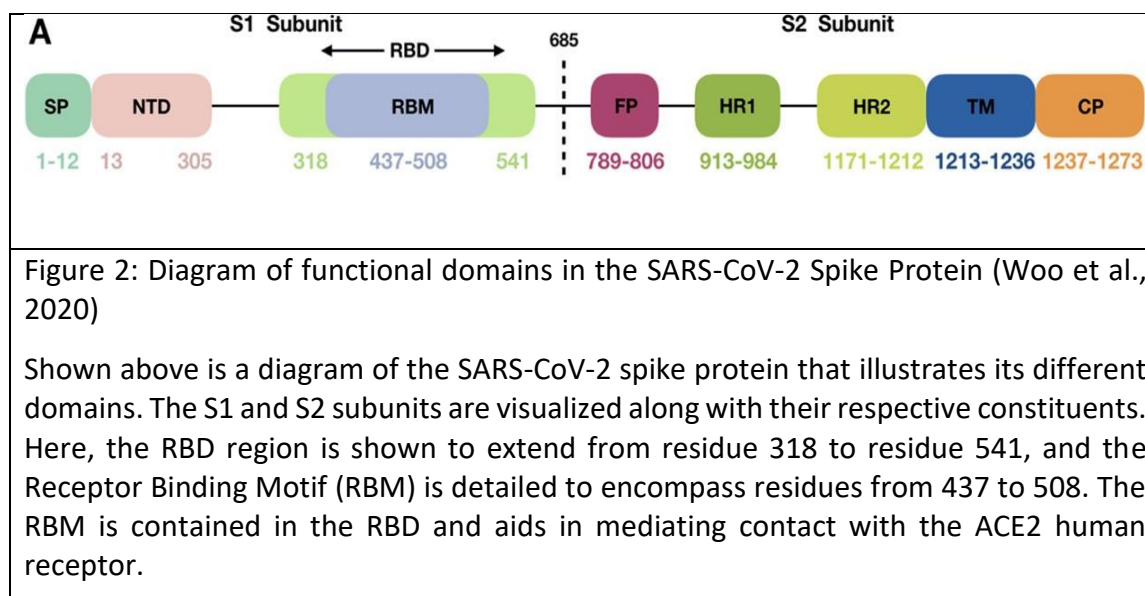 A
S1 Subunit S2 Subunit
RBD
685
SP NTD RBM FP HR1 HR2 TM CP
1-12 13 305 318 437-508 541 789-806 913-984 1171-1212 1213-1236 1237-1273
Figure 2: Diagram of functional domains in the SARS-CoV-2 Spike Protein (Woo et al.,
2020)
Shown above is a diagram of the SARS-CoV-2 spike protein that illustrates its different
domains. The S1 and S2 subunits are visualized along with their respective constituents.
Here, the RBD region is shown to extend from residue 318 to residue 541, and the
Receptor Binding Motif (RBM) is detailed to encompass residues from 437 to 508. The
RBM is contained in the RBD and aids in mediating contact with the ACE2 human
receptor.